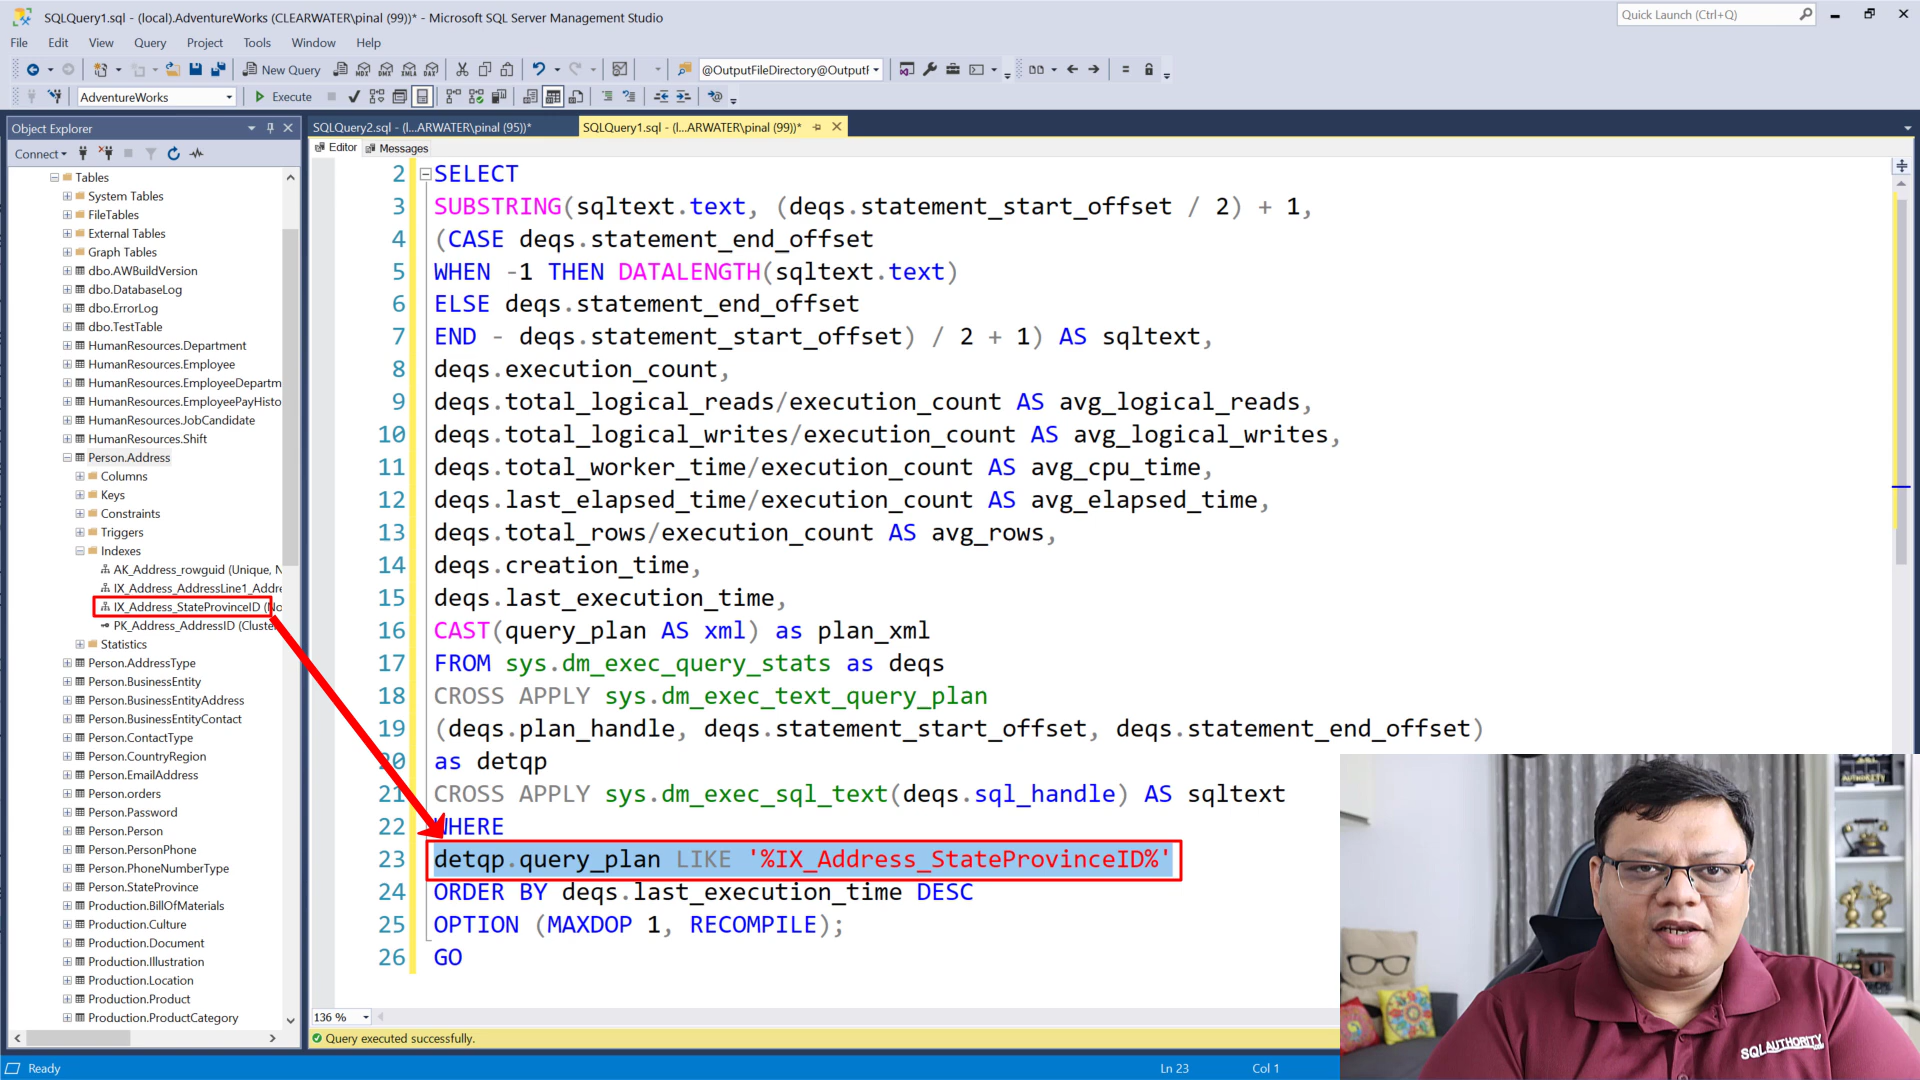 SQLQuery1.sql - (local).AdventureWorks (CLEARWATER\pinal (99))* - Microsoft SQL Server Management Studio
Quick Launch (Ctrl+Q)
File Edit View Query Project Tools Window Help
New Query
@OutputFileDirectory@Output
AdventureWorks
Execute
Object Explorer
SQLQuery2.sql - (l...ARWATER\pinal (95))*
SQLQuery1.sql - (l...ARWATER\pinal (99))*
Connect
Editor
Messages
Tables
System Tables
FileTables
External Tables
Graph Tables
dbo.AWBuildVersion
dbo.DatabaseLog
dbo.ErrorLog
dbo.TestTable
HumanResources.Department
HumanResources.Employee
HumanResources.EmployeeDepartm
HumanResources.EmployeePayHisto
HumanResources.JobCandidate
HumanResources.Shift
Person.Address
Columns
Keys
Constraints
Triggers
Indexes
AK_Address_rowguid (Unique, N
IX_Address_AddressLine1_Addre
IX_Address_StateProvinceID (No
PK_Address_AddressID (Cluste
Statistics
Person.AddressType
Person.BusinessEntity
Person.BusinessEntityAddress
Person.BusinessEntityContact
Person.ContactType
Person.CountryRegion
Person.EmailAddress
Person.orders
Person.Password
Person.Person
Person.PersonPhone
Person.PhoneNumberType
Person.StateProvince
Production.BillOfMaterials
Production.Culture
Production.Document
Production.Illustration
Production.Location
Production.Product
Production.ProductCategory
2 SELECT
3 SUBSTRING(sqltext.text, (deqs.statement_start_offset / 2) + 1,
4 (CASE deqs.statement_end_offset
5 WHEN -1 THEN DATALENGTH(sqltext.text)
6 ELSE deqs.statement_end_offset
7 END - deqs.statement_start_offset) / 2 + 1) AS sqltext,
8 deqs.execution_count,
9 deqs.total_logical_reads/execution_count AS avg_logical_reads,
10 deqs.total_logical_writes/execution_count AS avg_logical_writes,
11 deqs.total_worker_time/execution_count AS avg_cpu_time,
12 deqs.last_elapsed_time/execution_count AS avg_elapsed_time,
13 deqs.total_rows/execution_count AS avg_rows,
14 deqs.creation_time,
15 deqs.last_execution_time,
16 CAST(query_plan AS xml) as plan_xml
17 FROM sys.dm_exec_query_stats as deqs
18 CROSS APPLY sys.dm_exec_text_query_plan
19 (deqs.plan_handle, deqs.statement_start_offset, deqs.statement_end_offset)
20 as detqp
21 CROSS APPLY sys.dm_exec_sql_text(deqs.sql_handle) AS sqltext
22 WHERE
23 detqp.query_plan LIKE '%IX_Address_StateProvinceID%'
24 ORDER BY deqs.last_execution_time DESC
25 OPTION (MAXDOP 1, RECOMPILE);
26 GO
136 %
Query executed successfully.
Ready
Ln 23
Col 1
SQLAUTHORITY